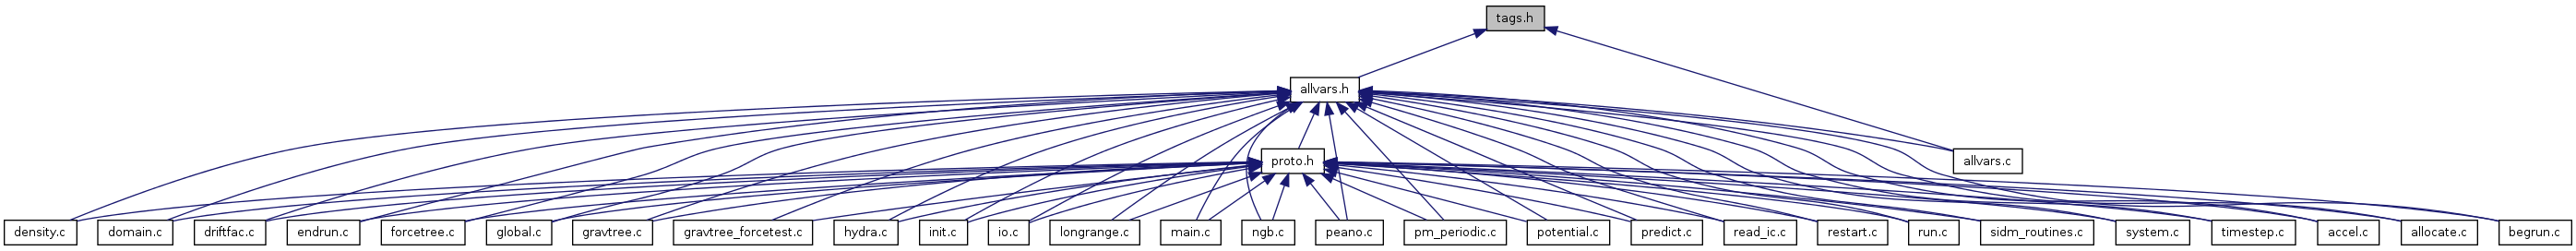 tags.h
allvars.h
proto.h
allvars.c
density.c
domain.c
driftfac.c
endrun.c
forcetree.c
global.c
gravtree.c
gravtree_forcetest.c
hydra.c
init.c
io.c
longrange.c
main.c
ngb.c
peano.c
pm_periodic.c
potential.c
predict.c
read_ic.c
restart.c
run.c
sidm_routines.c
system.c
timestep.c
accel.c
allocate.c
begrun.c